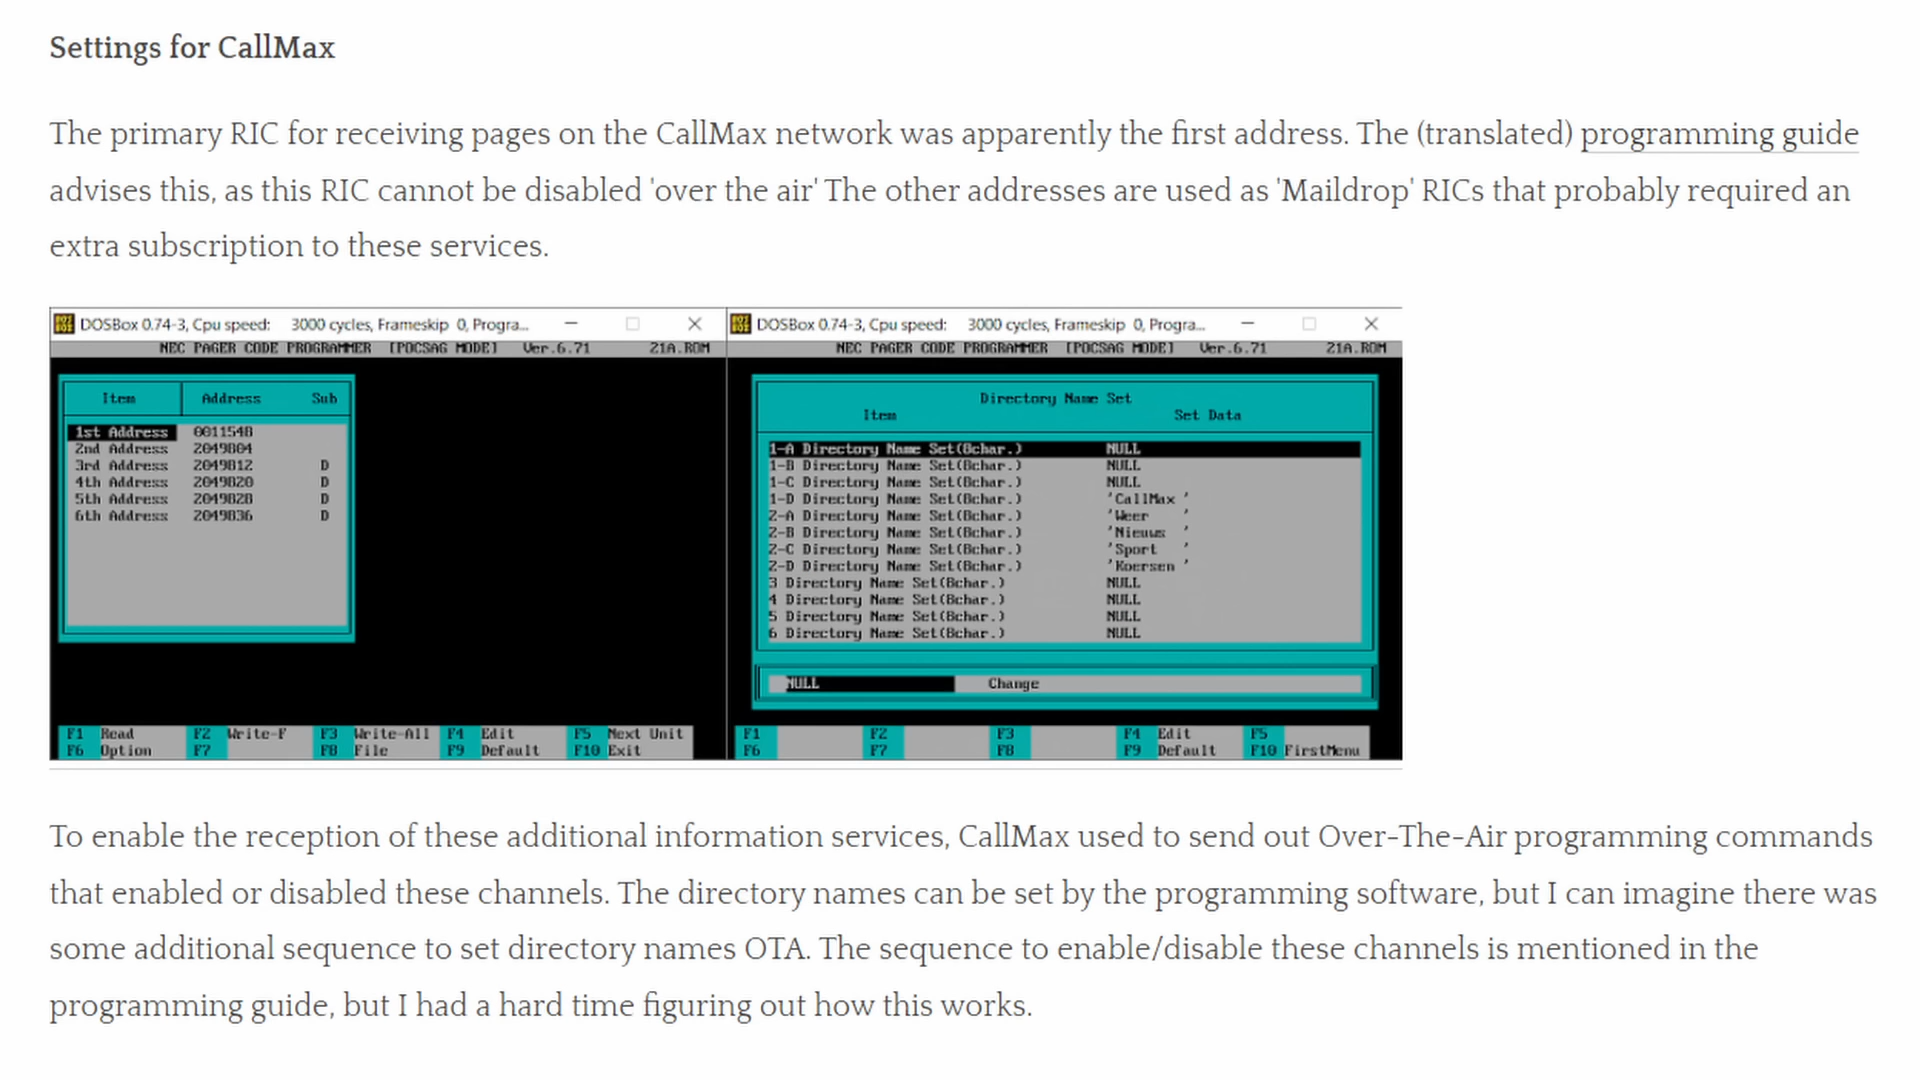 Settings for CallMax
The primary RIC for receiving pages on the CallMax network was apparently the first address. The (translated) programming guide
advises this, as this RIC cannot be disabled 'over the air' The other addresses are used as 'Maildrop' RICs that probably required an
extra subscription to these services.
DOSBox 0.74-3, Cpu speed: 3000 cycles, Frameskip 0, Progra...
NEC PAGER CODE PROGRAMMER [POCSAG MODE] Ver.6.71 21A.ROM
Item Address Sub
1st Address 0011548
2nd Address 2049804
3rd Address 2049812 D
4th Address 2049820 D
5th Address 2049828 D
6th Address 2049836 D
F1 Read F2 Write-F F3 Write-All F4 Edit F5 Next Unit
F6 Option F7 F8 File F9 Default F10 Exit
DOSBox 0.74-3, Cpu speed: 3000 cycles, Frameskip 0, Progra...
NEC PAGER CODE PROGRAMMER [POCSAG MODE] Ver.6.71 21A.ROM
Directory Name Set
Item Set Data
1-A Directory Name Set(8char.) NULL
1-B Directory Name Set(8char.) NULL
1-C Directory Name Set(8char.) NULL
1-D Directory Name Set(8char.) 'CallMax '
2-A Directory Name Set(8char.) 'Weer '
2-B Directory Name Set(8char.) 'Nieuws '
2-C Directory Name Set(8char.) 'Sport '
2-D Directory Name Set(8char.) 'Koersen '
3 Directory Name Set(8char.) NULL
4 Directory Name Set(8char.) NULL
5 Directory Name Set(8char.) NULL
6 Directory Name Set(8char.) NULL
NULL Change
F1 F2 F3 F4 Edit F5
F6 F7 F8 F9 Default F10 FirstMenu
To enable the reception of these additional information services, CallMax used to send out Over-The-Air programming commands
that enabled or disabled these channels. The directory names can be set by the programming software, but I can imagine there was
some additional sequence to set directory names OTA. The sequence to enable/disable these channels is mentioned in the
programming guide, but I had a hard time figuring out how this works.